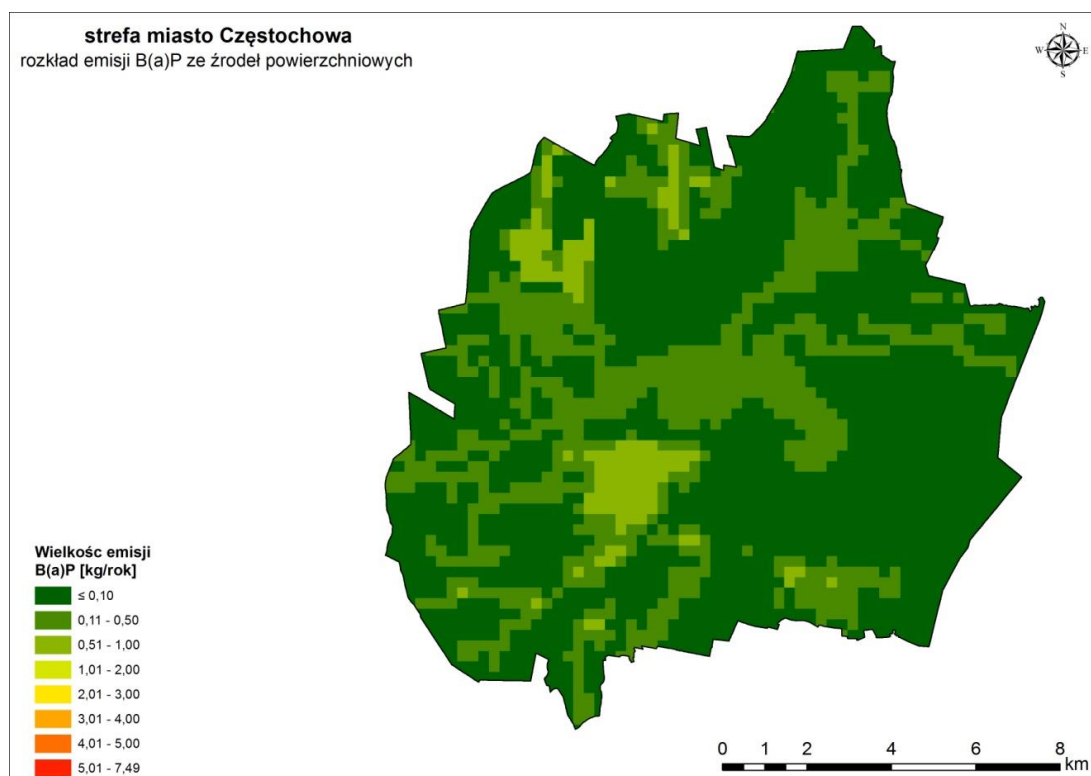 strefa miasto Częstochowa
rozkład emisji B(a)P ze źrodeł powierzchniowych
N
W E
S
Wielkośc emisji
B(a)P [kg/rok]
≤ 0,10
0,11 - 0,50
0,51 - 1,00
1,01 - 2,00
2,01 - 3,00
3,01 - 4,00
4,01 - 5,00
5,01 - 7,49
0 1 2 4 6 8
km